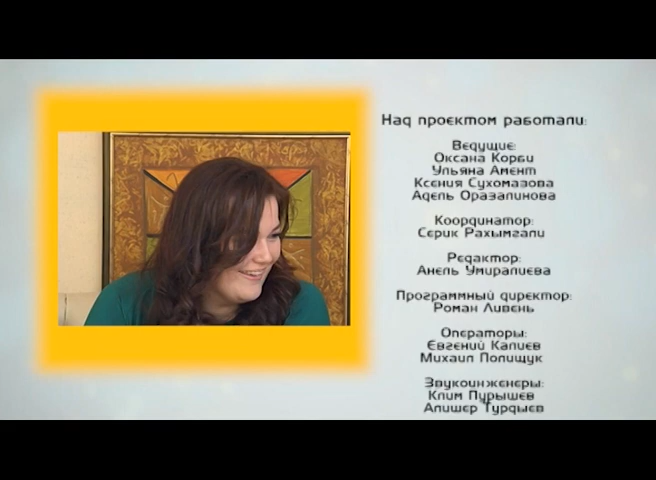 Над проектом работали:
Ведущие:
Оксана Корби
Ульяна Амент
Ксения Сухомазова
Адель Оразалинова
Координатор:
Серик Рахымгали
Редактор:
Анель Умиралиева
Программный директор:
Роман Ливень
Операторы:
Евгений Калиев
Михаил Полищук
Звукоинженеры:
Клим Пурышев
Алишер Турдыев